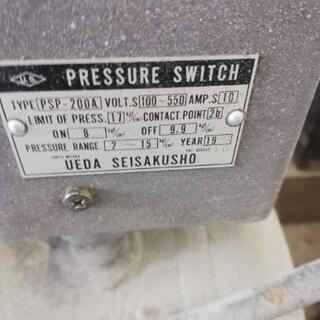 PRESSURE SWITCH
TYPE PSP-200A VOLT.S 100~550 AMP.S 10
LIMIT OF PRESS. 17 kg/cm² CONTACT POINT 2b
ON 8 kg/cm² OFF 9.9 kg/cm²
PRESSURE RANGE 2 ~ 15 kg/cm² YEAR 19
UEDA SEISAKUSHO